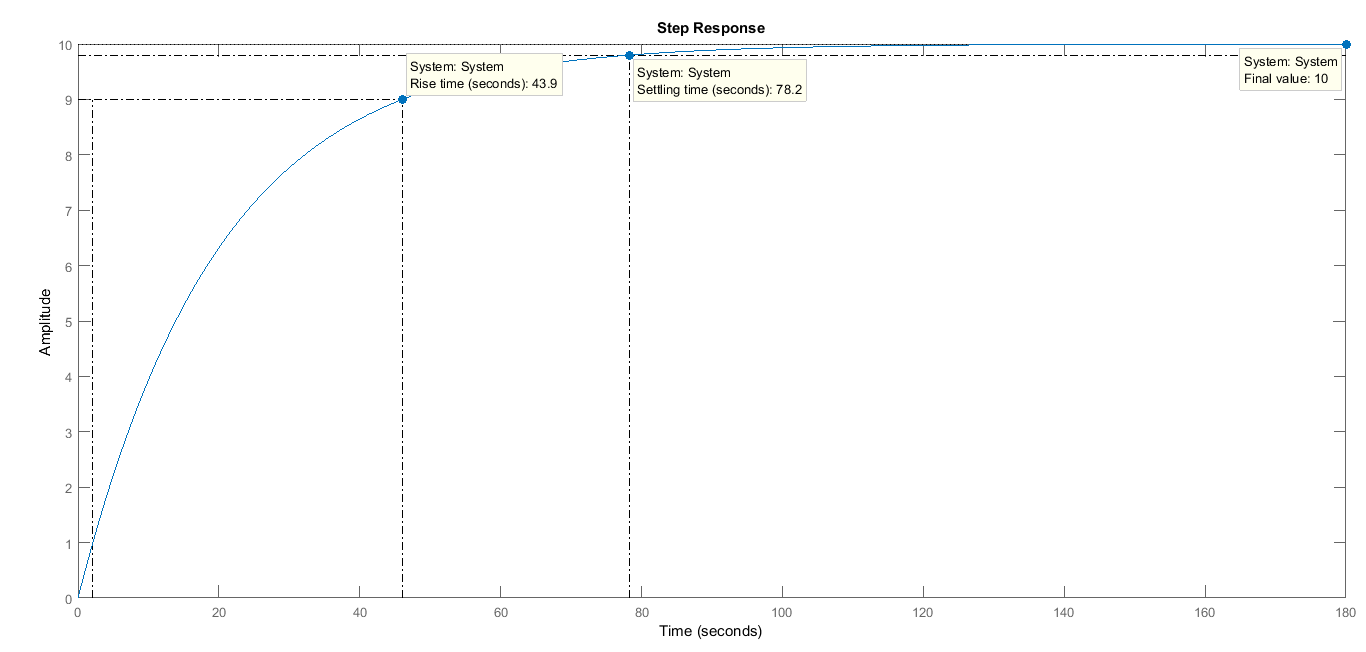 Step Response
System: System
Rise time (seconds): 43.9
System: System
Settling time (seconds): 78.2
System: System
Final value: 10
Amplitude
10
9
8
7
6
5
4
3
2
1
0
0 20 40 60 80 100 120 140 160 180
Time (seconds)